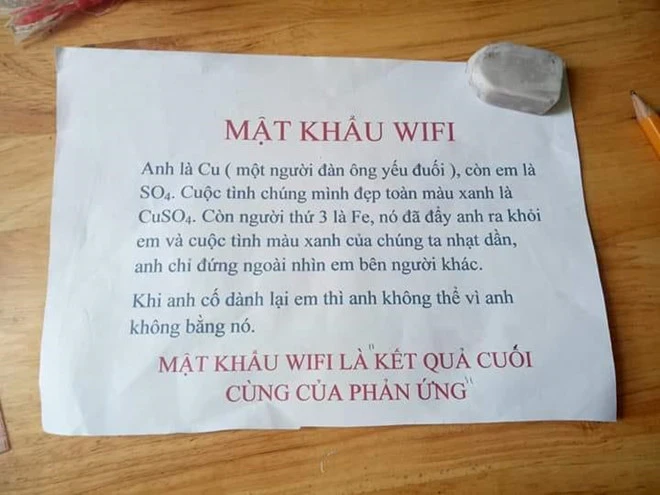 MẬT KHẨU WIFI
Anh là Cu ( một người đàn ông yếu đuối ), còn em là
SO₄. Cuộc tình chúng mình đẹp toàn màu xanh là
CuSO₄. Còn người thứ 3 là Fe, nó đã đẩy anh ra khỏi
em và cuộc tình màu xanh của chúng ta nhạt dần,
anh chỉ đứng ngoài nhìn em bên người khác.
Khi anh cố dành lại em thì anh không thể vì anh
không bằng nó.
MẬT KHẨU WIFI LÀ "KẾT QUẢ CUỐI
CÙNG CỦA PHẢN ỨNG"